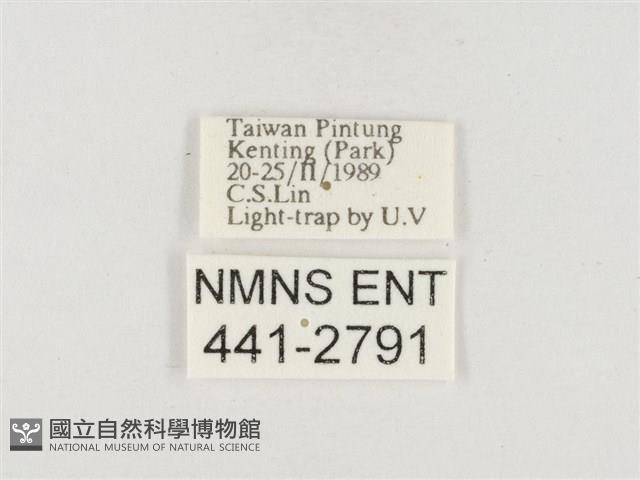 Taiwan Pintung
Kenting (Park)
20-25/II/1989
C.S.Lin
Light-trap by U.V
NMNS ENT
441-2791
國立自然科學博物館
NATIONAL MUSEUM OF NATURAL SCIENCE